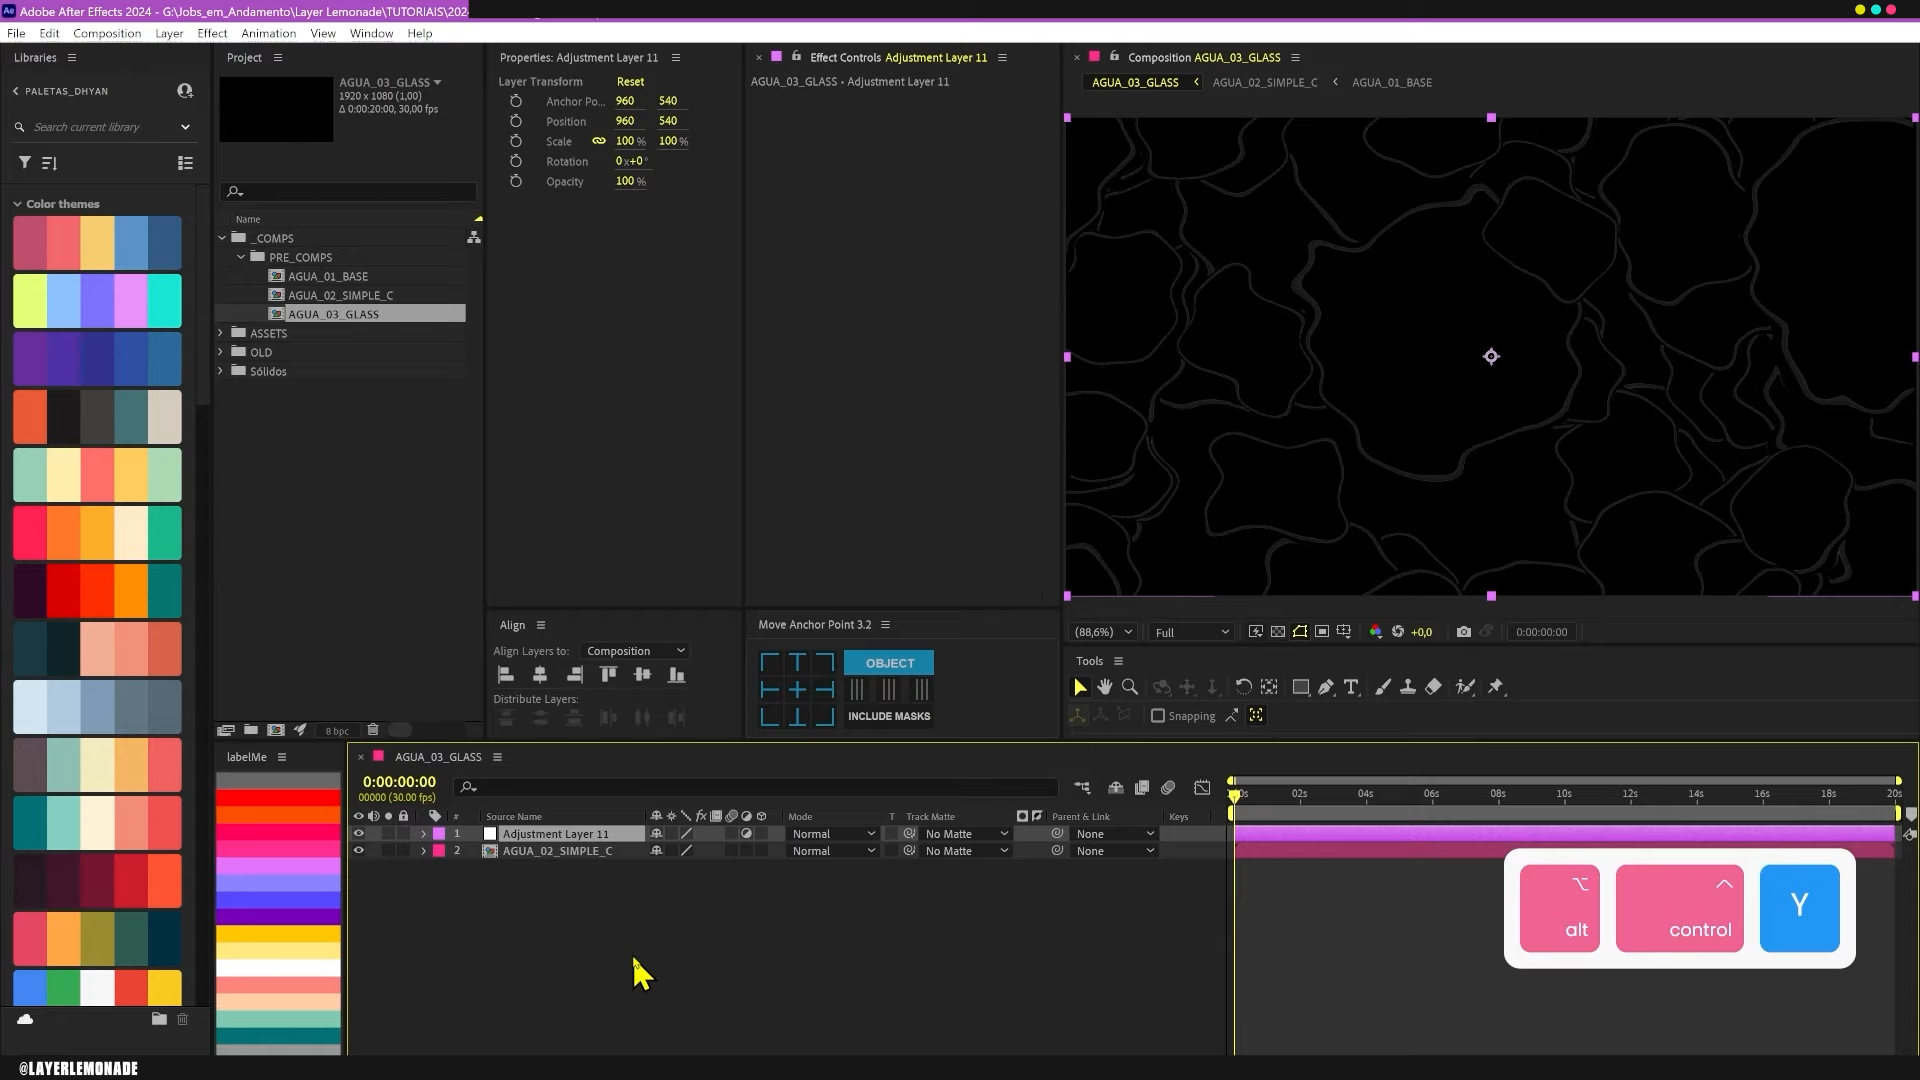 Adobe After Effects 2024 - G:\Jobs_em_Andamento\Layer Lemonade\TUTORIAIS\2024
File Edit Composition Layer Effect Animation View Window Help
Libraries
PALETAS_DHYAN
Search current library
Color themes
Project
AGUA_03_GLASS
1920 x 1080 (1,00)
Δ 0:00:20:00, 30,00 fps
Name
_COMPS
PRE_COMPS
AGUA_01_BASE
AGUA_02_SIMPLE_C
AGUA_03_GLASS
ASSETS
OLD
Sólidos
8 bpc
Properties: Adjustment Layer 11
Layer Transform Reset
Anchor Po... 960 540
Position 960 540
Scale 100 % 100 %
Rotation 0x+0°
Opacity 100 %
Effect Controls Adjustment Layer 11
AGUA_03_GLASS • Adjustment Layer 11
Composition AGUA_03_GLASS
AGUA_03_GLASS AGUA_02_SIMPLE_C AGUA_01_BASE
Align
Align Layers to: Composition
Distribute Layers:
Move Anchor Point 3.2
OBJECT
INCLUDE MASKS
(88,6%) Full +0,0 0:00:00:00
Tools
Snapping
labelMe
AGUA_03_GLASS
0:00:00:00
00000 (30.00 fps)
02s 04s 06s 08s 10s 12s 14s 16s 18s 20s
# Source Name Mode T Track Matte Parent & Link Keys
1 Adjustment Layer 11 Normal No Matte None
2 AGUA_02_SIMPLE_C Normal No Matte None
alt control Y
@LAYERLEMONADE